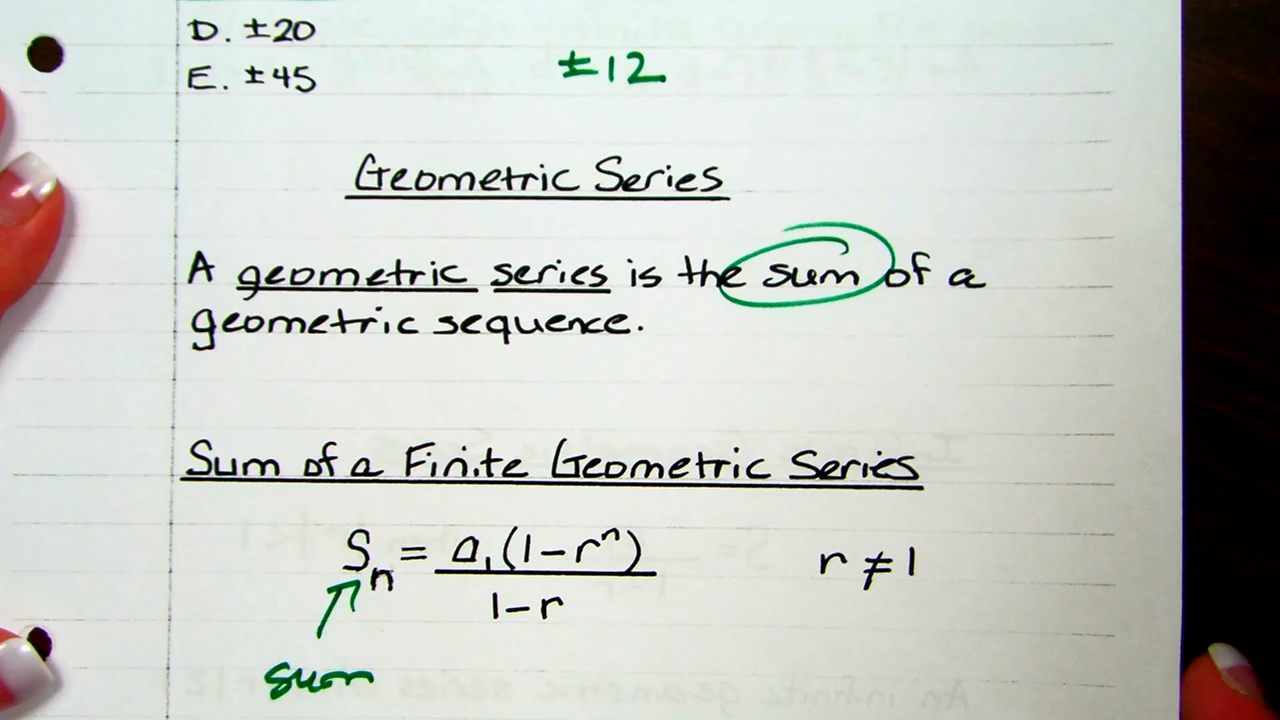 D. ±20
E. ±45
±12
Geometric Series
A geometric series is the sum of a
geometric sequence.
Sum of a Finite Geometric Series
Sₙ = a₁(1-rⁿ) / 1-r r ≠ 1
sum